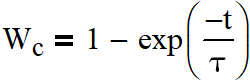 W_c = 1 − exp(−t/τ)